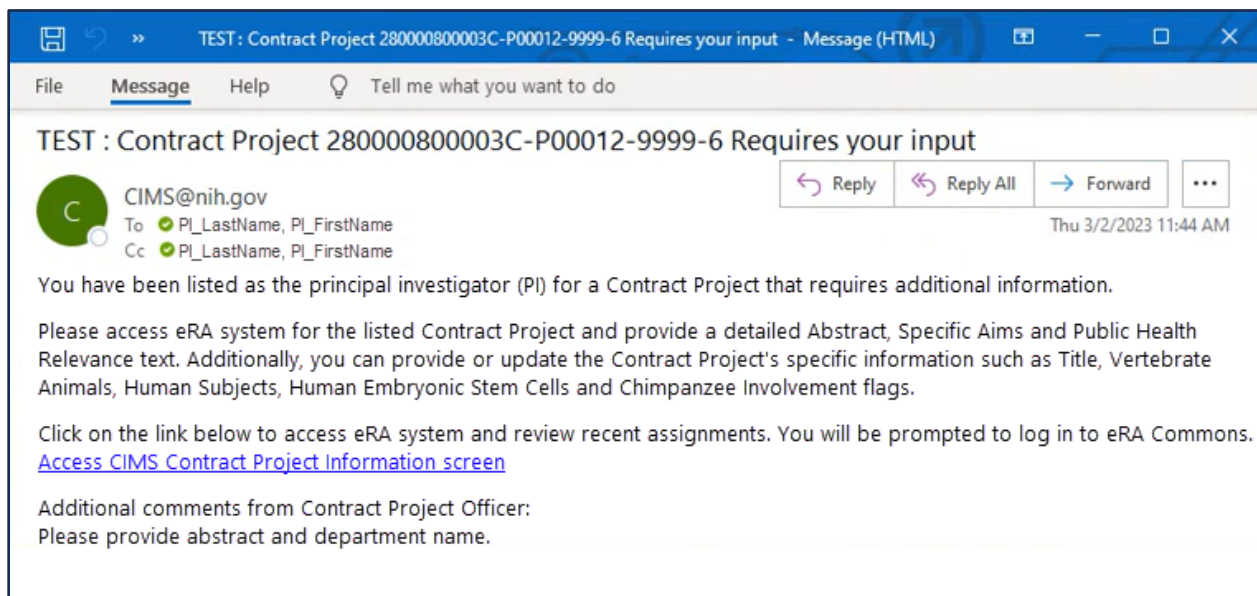 TEST : Contract Project 280000800003C-P00012-9999-6 Requires your input - Message (HTML)
File Message Help Tell me what you want to do
TEST : Contract Project 280000800003C-P00012-9999-6 Requires your input
Reply Reply All Forward
C
CIMS@nih.gov
To PI_LastName, PI_FirstName
Thu 3/2/2023 11:44 AM
Cc PI_LastName, PI_FirstName
You have been listed as the principal investigator (PI) for a Contract Project that requires additional information.
Please access eRA system for the listed Contract Project and provide a detailed Abstract, Specific Aims and Public Health
Relevance text. Additionally, you can provide or update the Contract Project's specific information such as Title, Vertebrate
Animals, Human Subjects, Human Embryonic Stem Cells and Chimpanzee Involvement flags.
Click on the link below to access eRA system and review recent assignments. You will be prompted to log in to eRA Commons.
Access CIMS Contract Project Information screen
Additional comments from Contract Project Officer:
Please provide abstract and department name.